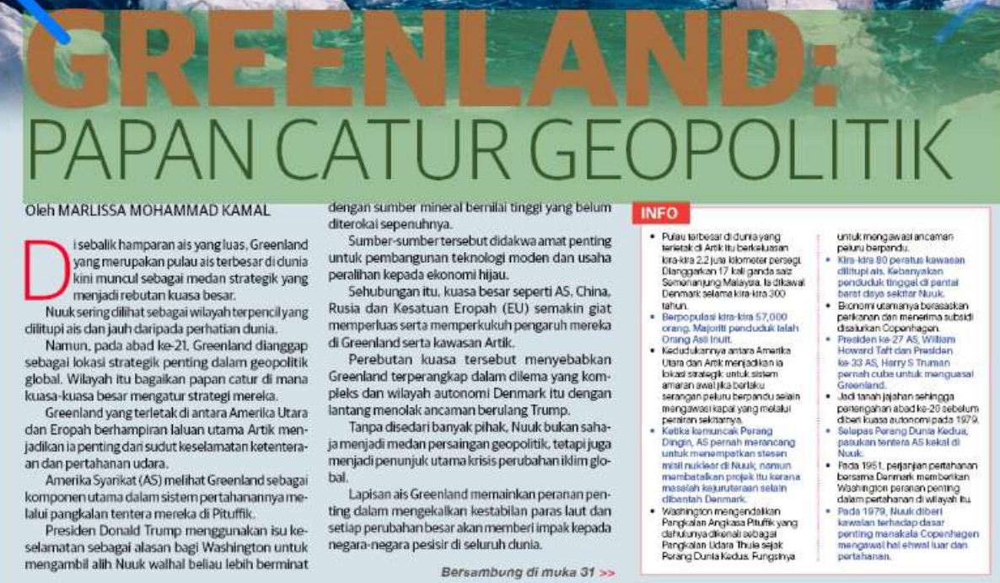 GREENLAND:
PAPAN CATUR GEOPOLITIK
Oleh MARLISSA MOHAMMAD KAMAL
Di sebalik hamparan ais yang luas, Greenland
yang merupakan pulau ais terbesar di dunia
kini muncul sebagai medan strategik yang
menjadi rebutan kuasa besar.
Nuuk sering dilihat sebagai wilayah terpencil yang
dilitupi ais dan jauh daripada perhatian dunia.
Namun, pada abad ke-21, Greenland dianggap
sebagai lokasi strategik penting dalam geopolitik
global. Wilayah itu bagaikan papan catur di mana
kuasa-kuasa besar mengatur strategi mereka.
Greenland yang terletak di antara Amerika Utara
dan Eropah berhampiran laluan utama Artik men-
jadikan ia penting dari sudut keselamatan ketentera-
an dan pertahanan udara.
Amerika Syarikat (AS) melihat Greenland sebagai
komponen utama dalam sistem pertahanannya me-
lalui pangkalan tentera mereka di Pituffik.
Presiden Donald Trump menggunakan isu ke-
selamatan sebagai alasan bagi Washington untuk
mengambil alih Nuuk walhal beliau lebih berminat
dengan sumber mineral bernilai tinggi yang belum
diterokai sepenuhnya.
Sumber-sumber tersebut didakwa amat penting
untuk pembangunan teknologi moden dan usaha
peralihan kepada ekonomi hijau.
Sehubungan itu, kuasa besar seperti AS, China,
Rusia dan Kesatuan Eropah (EU) semakin giat
memperluas serta memperkukuh pengaruh mereka
di Greenland serta kawasan Artik.
Perebutan kuasa tersebut menyebabkan
Greenland terperangkap dalam dilema yang kom-
pleks dan wilayah autonomi Denmark itu dengan
lantang menolak ancaman berulang Trump.
Tanpa disedari banyak pihak, Nuuk bukan saha-
ja menjadi medan persaingan geopolitik, tetapi juga
menjadi penunjuk utama krisis perubahan iklim glo-
bal.
Lapisan ais Greenland memainkan peranan pen-
ting dalam mengekalkan kestabilan paras laut dan
setiap perubahan besar akan memberi impak kepada
negara-negara pesisir di seluruh dunia.
Bersambung di muka 31 >>
INFO
• Pulau terbesar di dunia yang
terletak di Artik itu berkeluasan
kira-kira 2.2 juta kilometer persegi.
Dianggarkan 17 kali ganda saiz
Semenanjung Malaysia. Ia dikawal
Denmark selama kira-kira 300
tahun.
• Berpopulasi kira-kira 57,000
orang. Majoriti penduduk ialah
Orang Asli Inuit.
• Kedudukannya antara Amerika
Utara dan Artik menjadikan ia
lokasi strategik untuk sistem
amaran awal jika berlaku
serangan peluru berpandu selain
mengawasi kapal yang melalui
perairan sekitarnya.
• Ketika kemuncak Perang
Dingin, AS pernah merancang
untuk menempatkan stesen
misil nuklear di Nuuk, namun
membatalkan projek itu kerana
masalah kejuruteraan selain
dibantah Denmark.
• Washington mengendalikan
Pangkalan Angkasa Pituffik yang
dahulunya dikenali sebagai
Pangkalan Udara Thule sejak
Perang Dunia Kedua. Fungsinya
untuk mengawasi ancaman
peluru berpandu.
• Kira-kira 80 peratus kawasan
dilitupi ais. Kebanyakan
penduduk tinggal di pantai
barat daya sekitar Nuuk.
• Ekonomi utamanya berasaskan
perikanan dan menerima subsidi
disalurkan Copenhagen.
• Presiden ke-27 AS, William
Howard Taft dan Presiden
ke-33 AS, Harry S Truman
pernah cuba untuk menguasai
Greenland.
• Jadi tanah jajahan sehingga
pertengahan abad ke-20 sebelum
diberi kuasa autonomi pada 1979.
• Selepas Perang Dunia Kedua,
pasukan tentera AS kekal di
Nuuk.
• Pada 1951, perjanjian pertahanan
bersama Denmark memberikan
Washington peranan penting
dalam pertahanan di wilayah itu.
• Pada 1979, Nuuk diberi
kawalan terhadap dasar
penting manakala Copenhagen
mengawal hal ehwal luar dan
pertahanan.